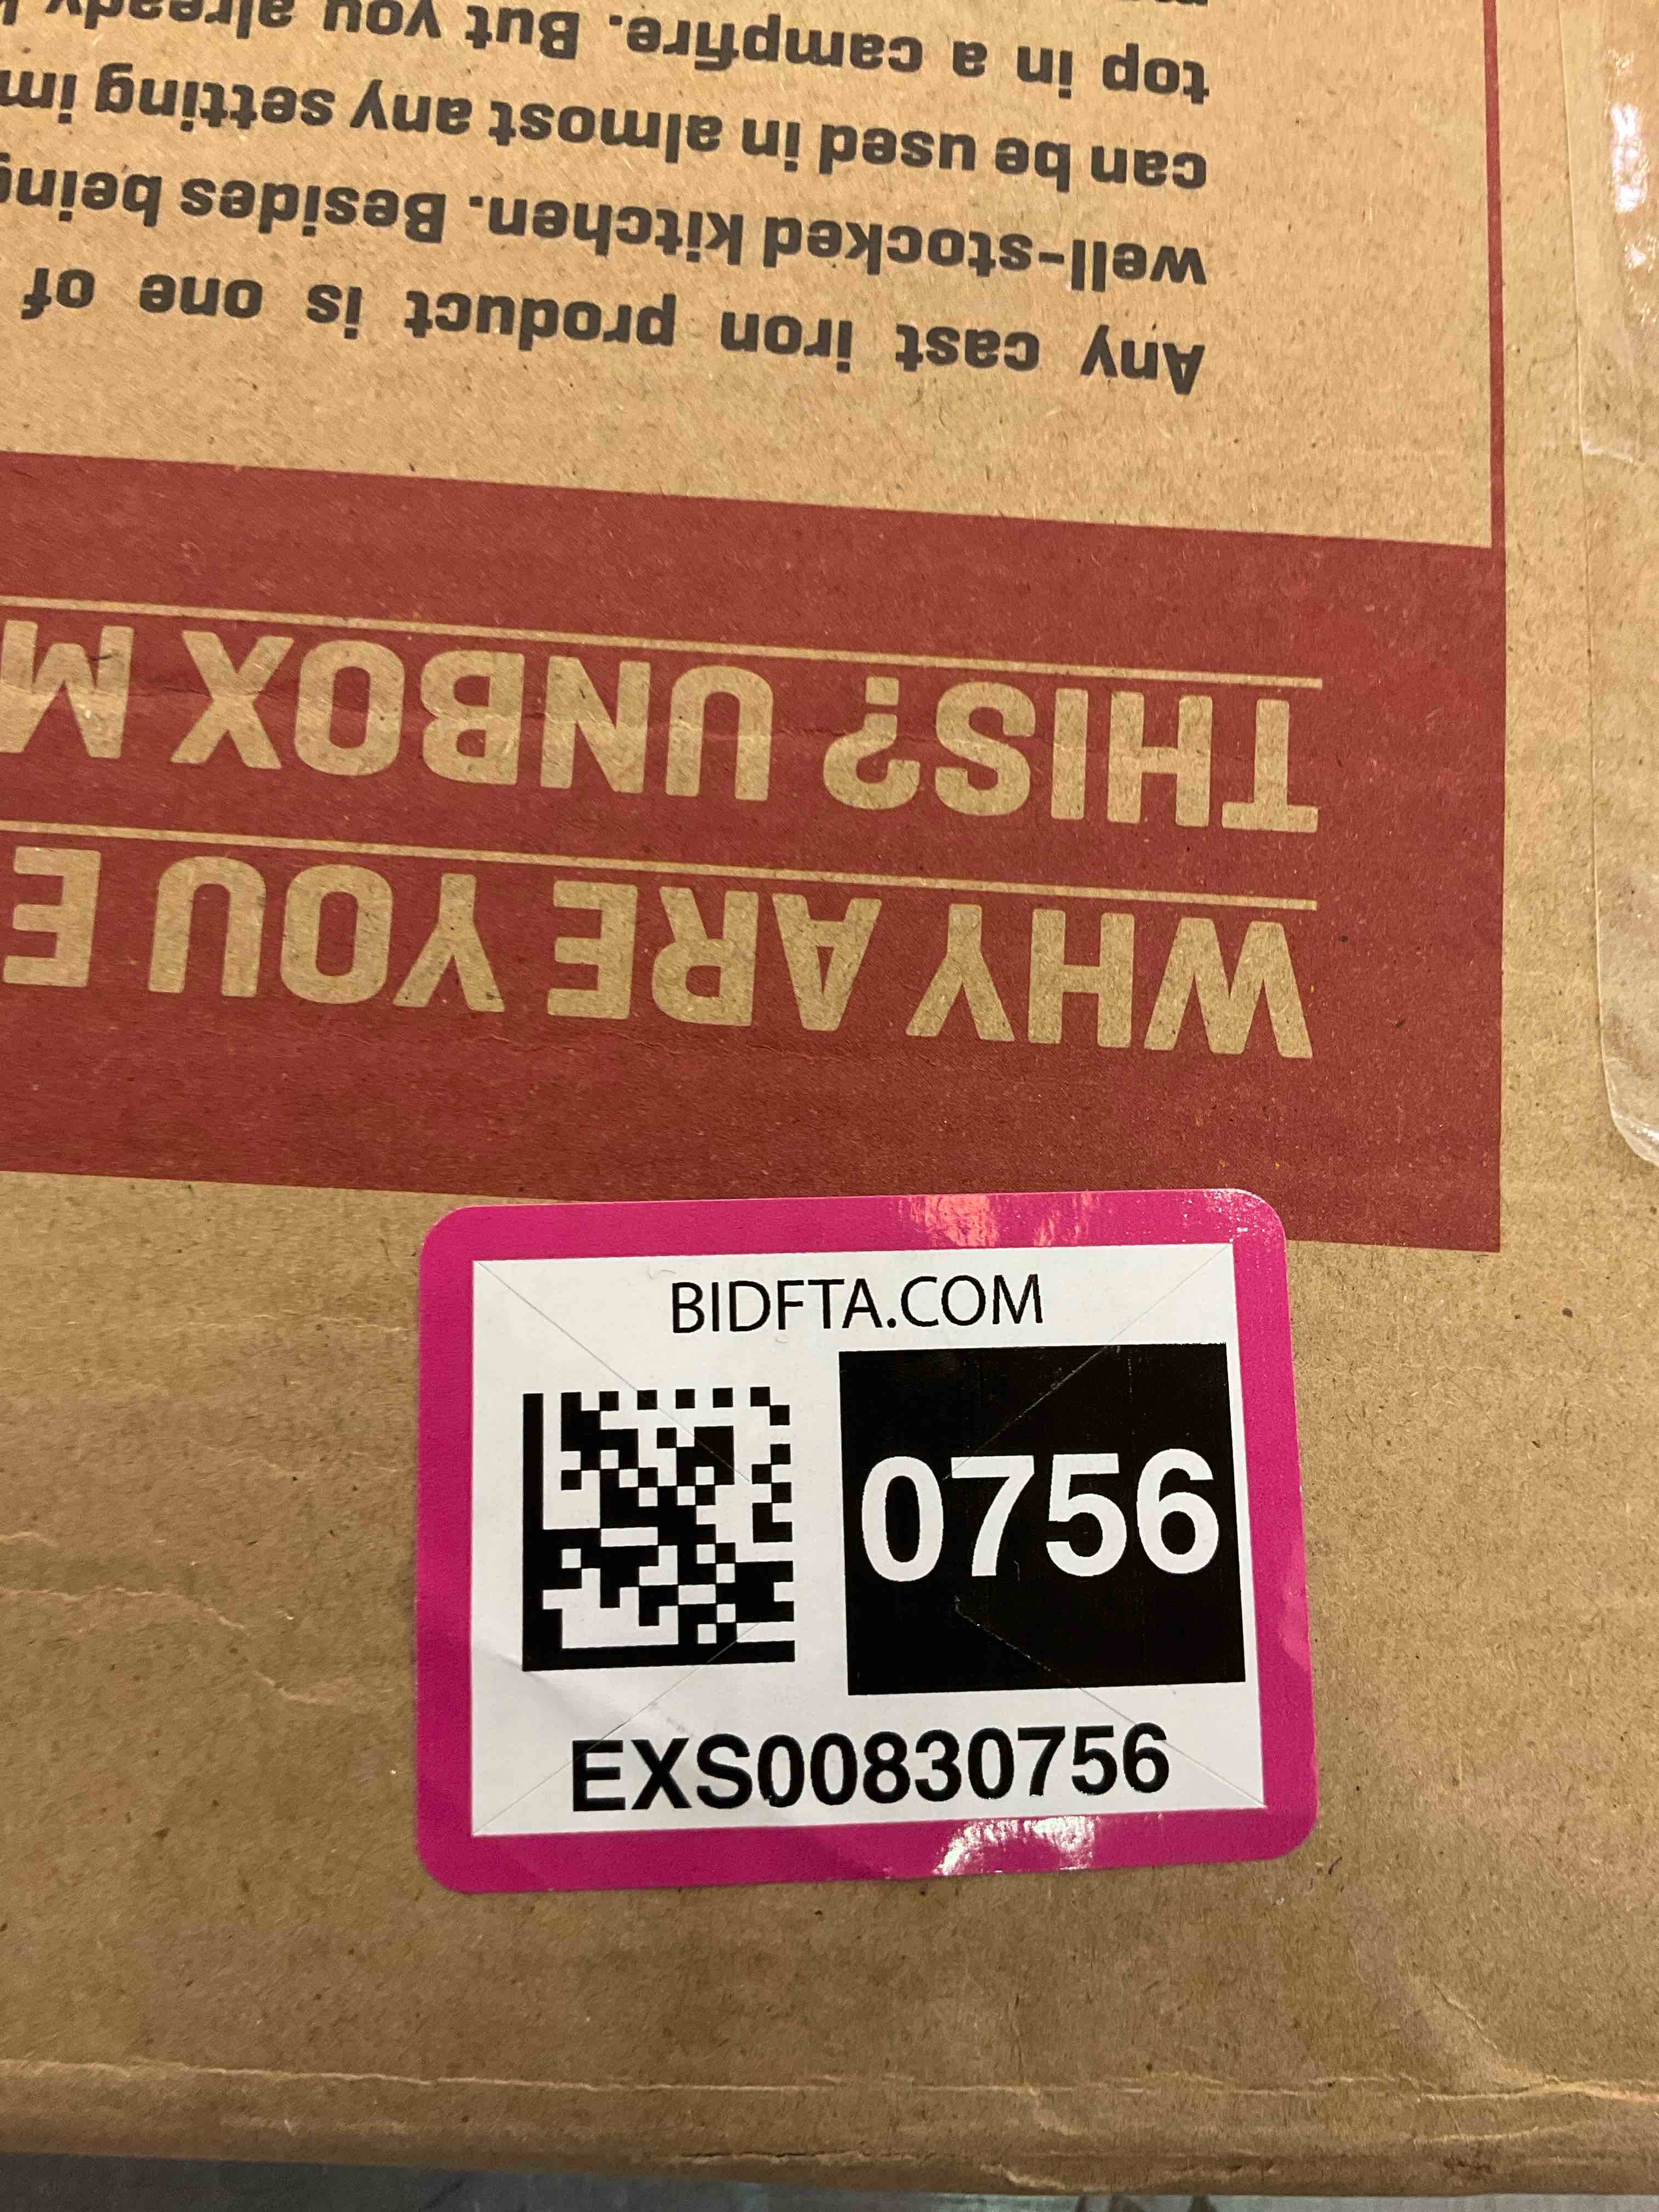 WHY ARE YOU
THIS? UNBOX
Any cast iron product is one of
well-stocked kitchen. Besides being
can be used in almost any setting
top in a campfire. But you already
BIDFTA.COM
0756
EXS00830756